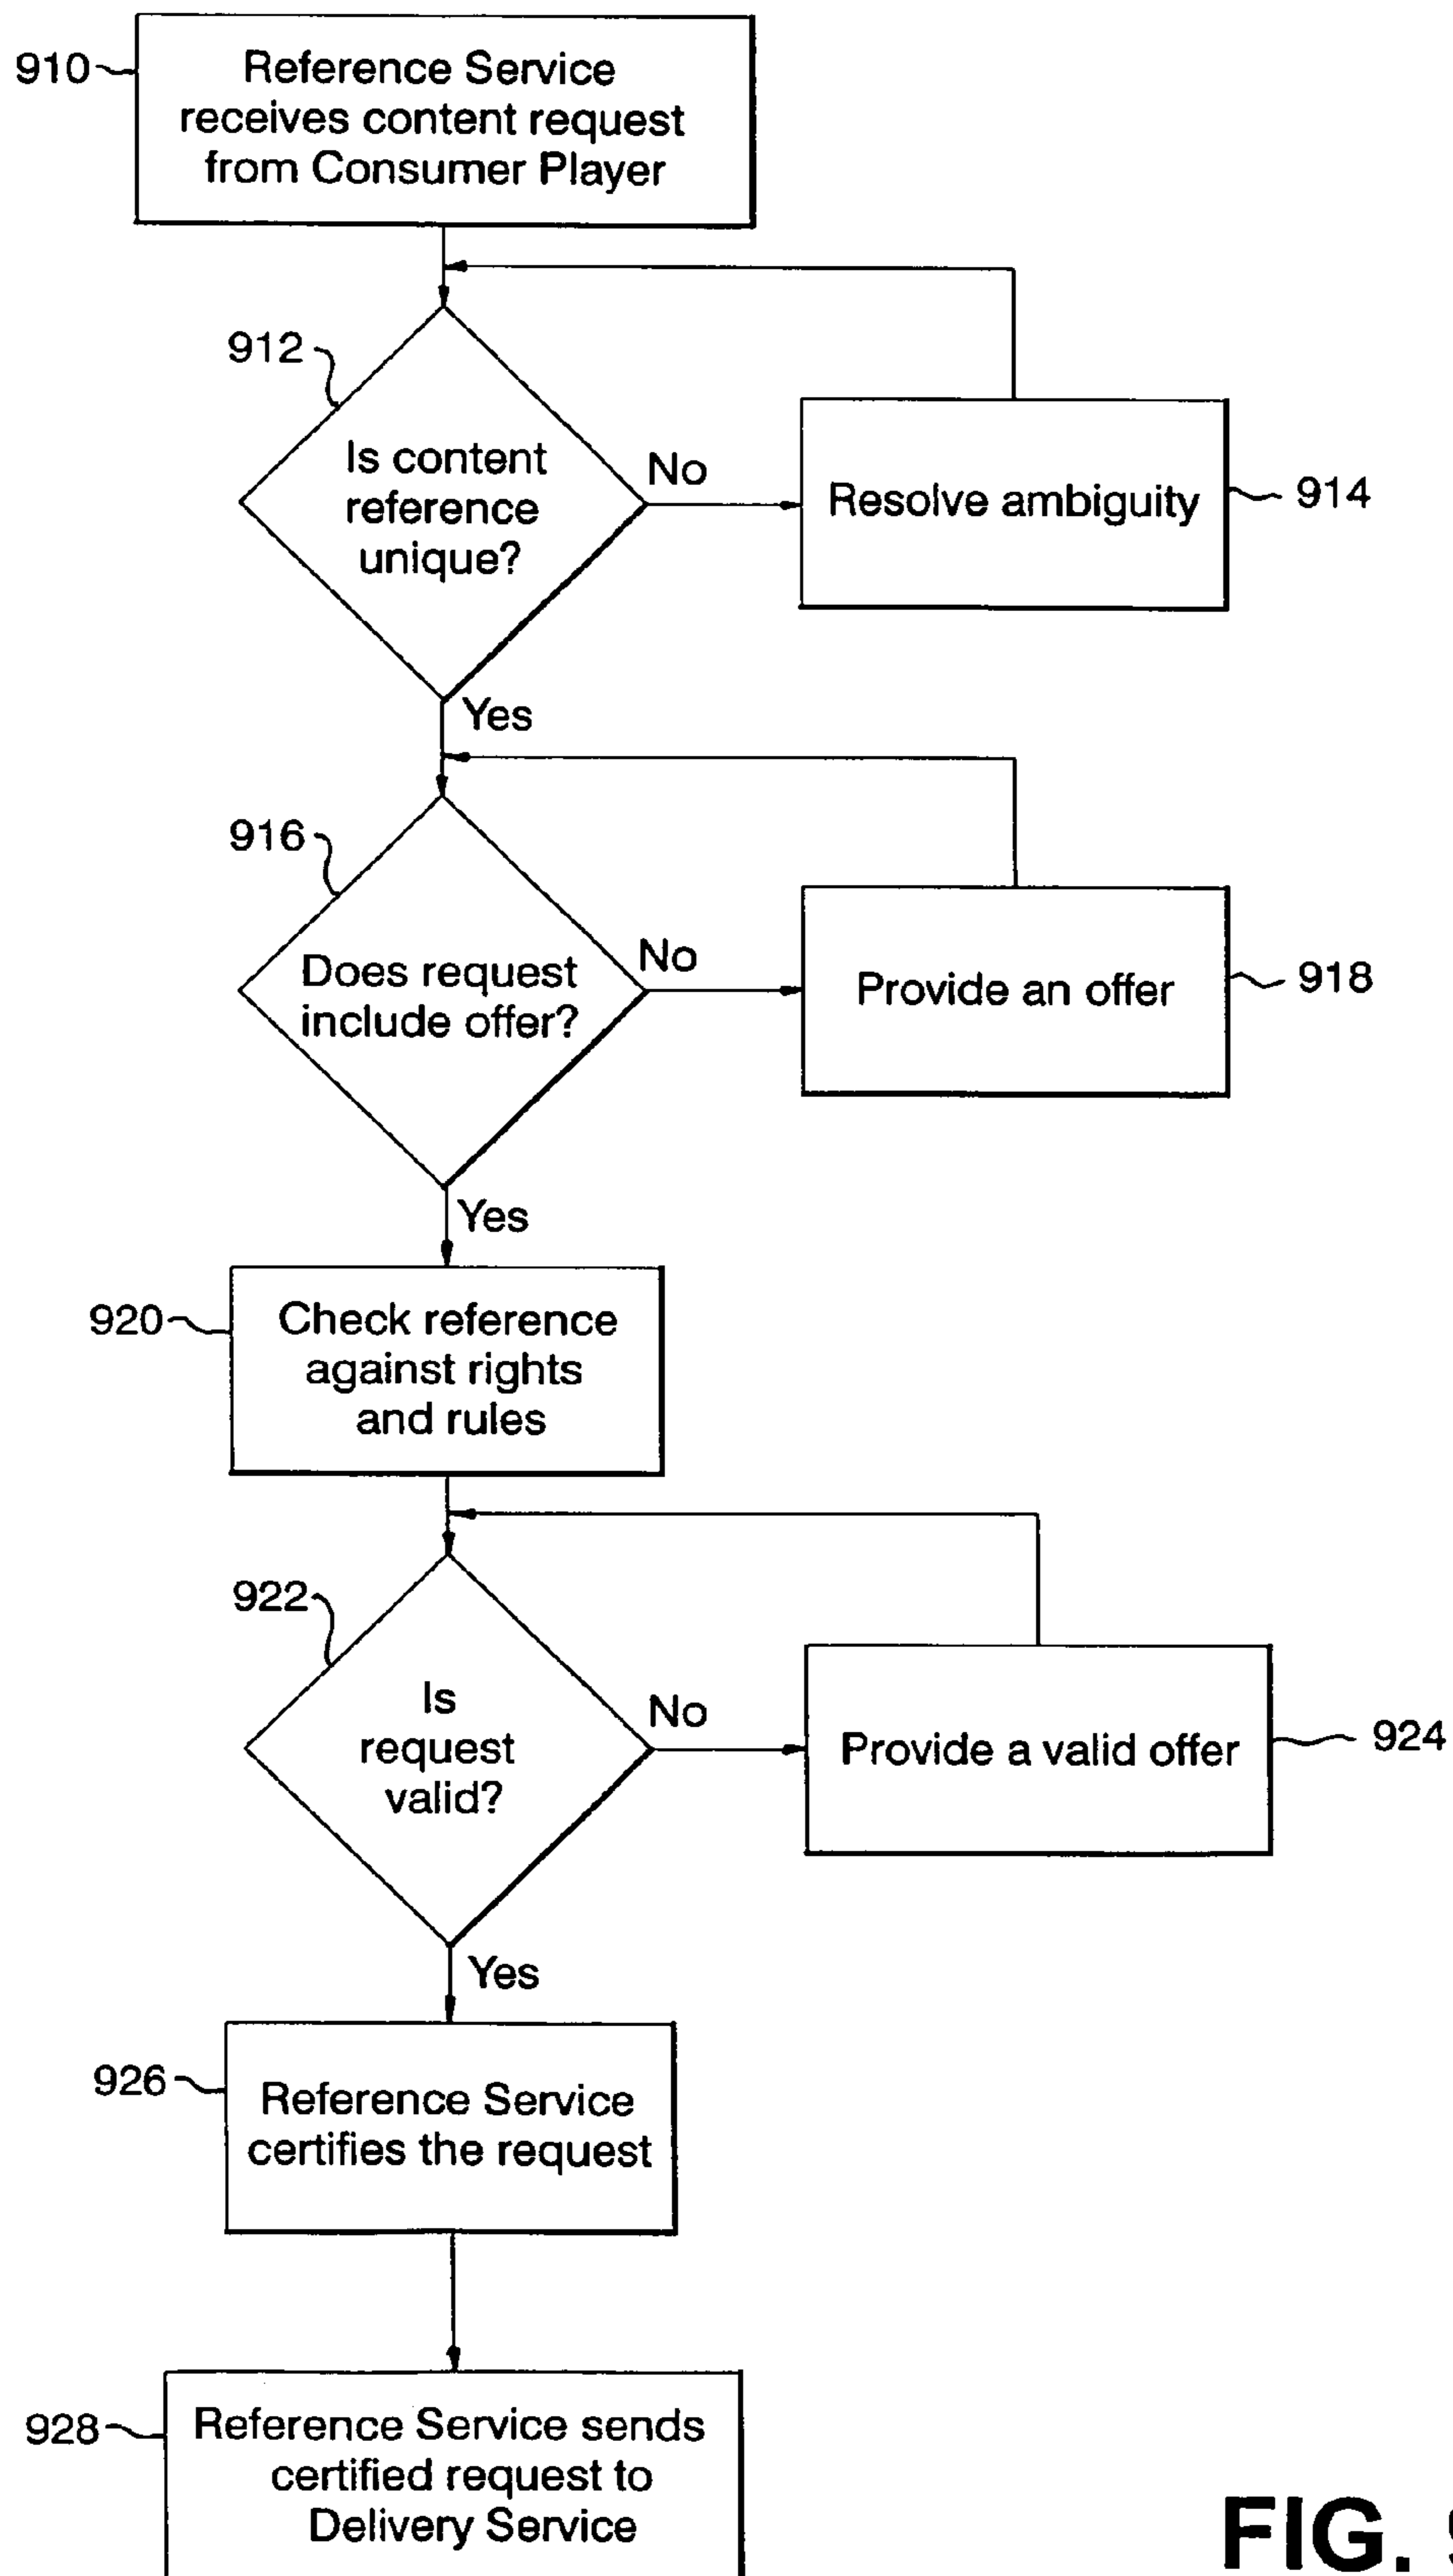 910
Reference Service
receives content request
from Consumer Player
912
Is content
reference
unique?
No
Resolve ambiguity
914
Yes
916
Does request
include offer?
No
Provide an offer
918
Yes
920
Check reference
against rights
and rules
922
Is
request
valid?
No
Provide a valid offer
924
Yes
926
Reference Service
certifies the request
928
Reference Service sends
certified request to
Delivery Service
FIG.